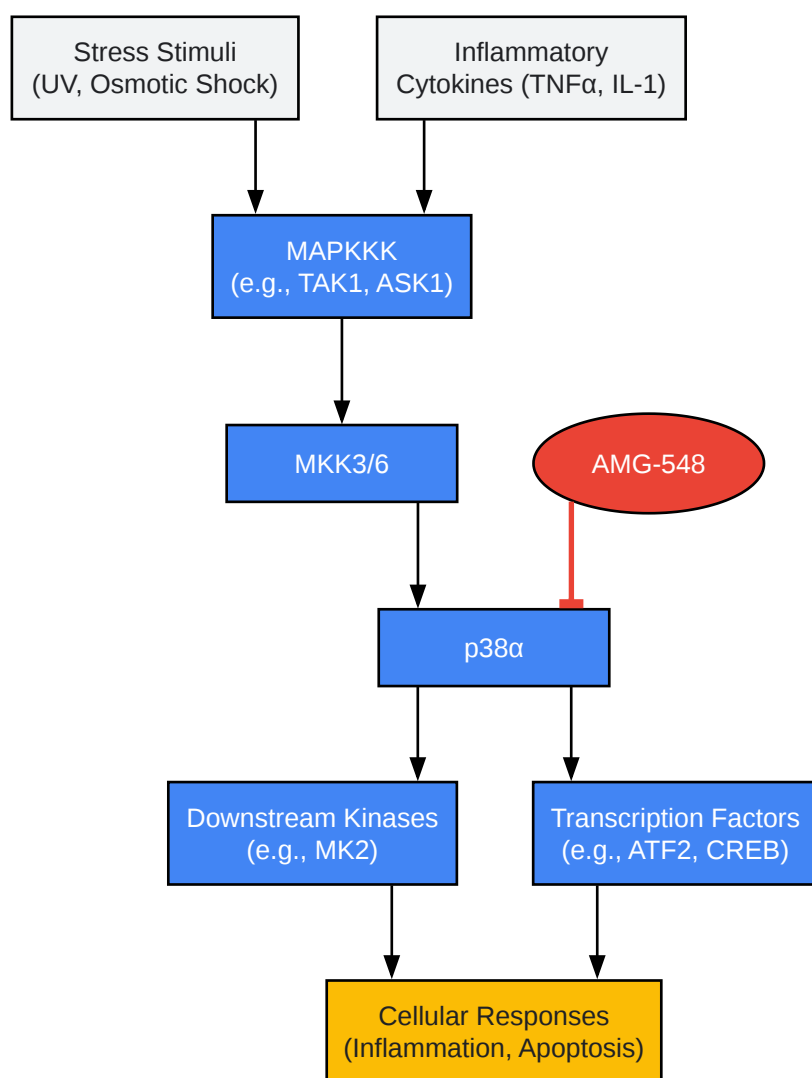 Stress Stimuli
(UV, Osmotic Shock)
Inflammatory
Cytokines (TNFα, IL-1)
MAPKKK
(e.g., TAK1, ASK1)
MKK3/6
AMG-548
p38α
Downstream Kinases
(e.g., MK2)
Transcription Factors
(e.g., ATF2, CREB)
Cellular Responses
(Inflammation, Apoptosis)